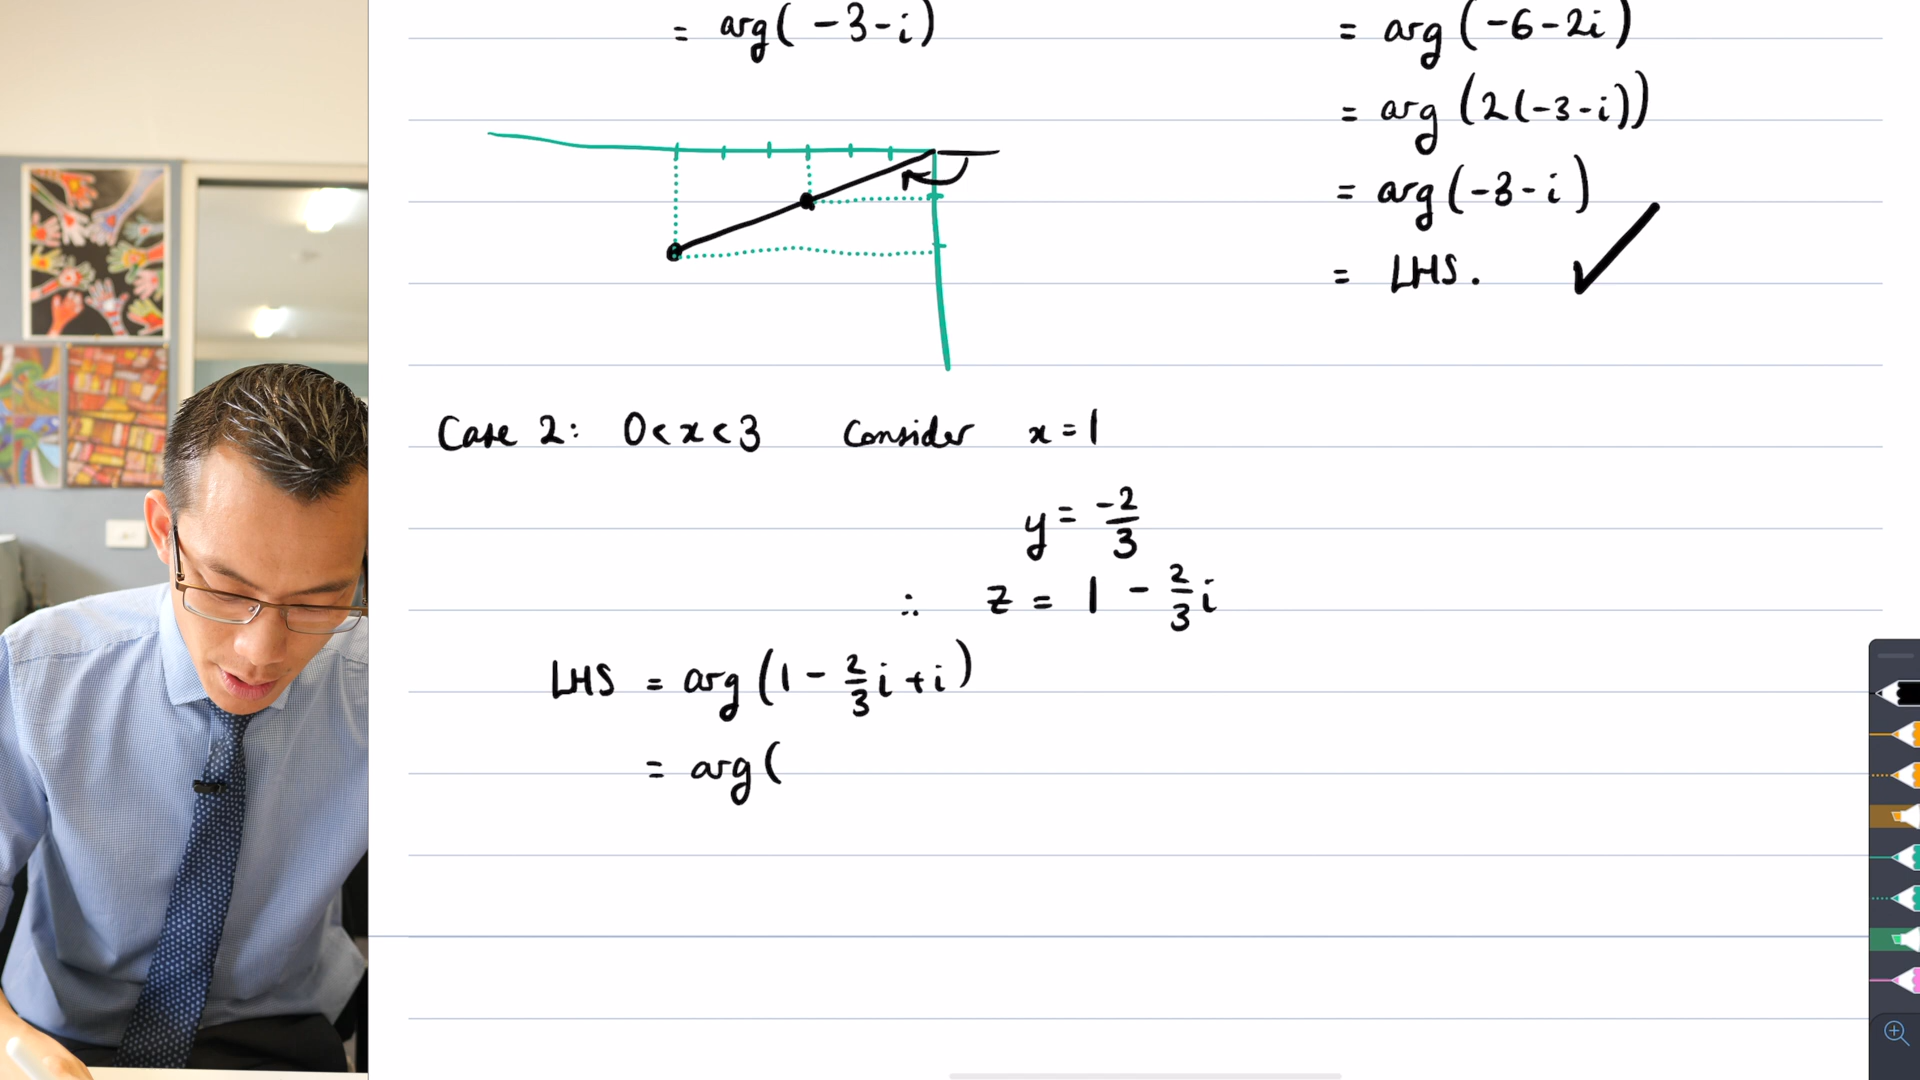 = arg(-3-i)
= arg(-6-2i)
= arg(2(-3-i))
= arg(-3-i)
= LHS.
Case 2: 0<x<3 Consider x=1
y = -2/3
∴ z = 1 - 2/3 i
LHS = arg(1 - 2/3 i + i)
= arg(